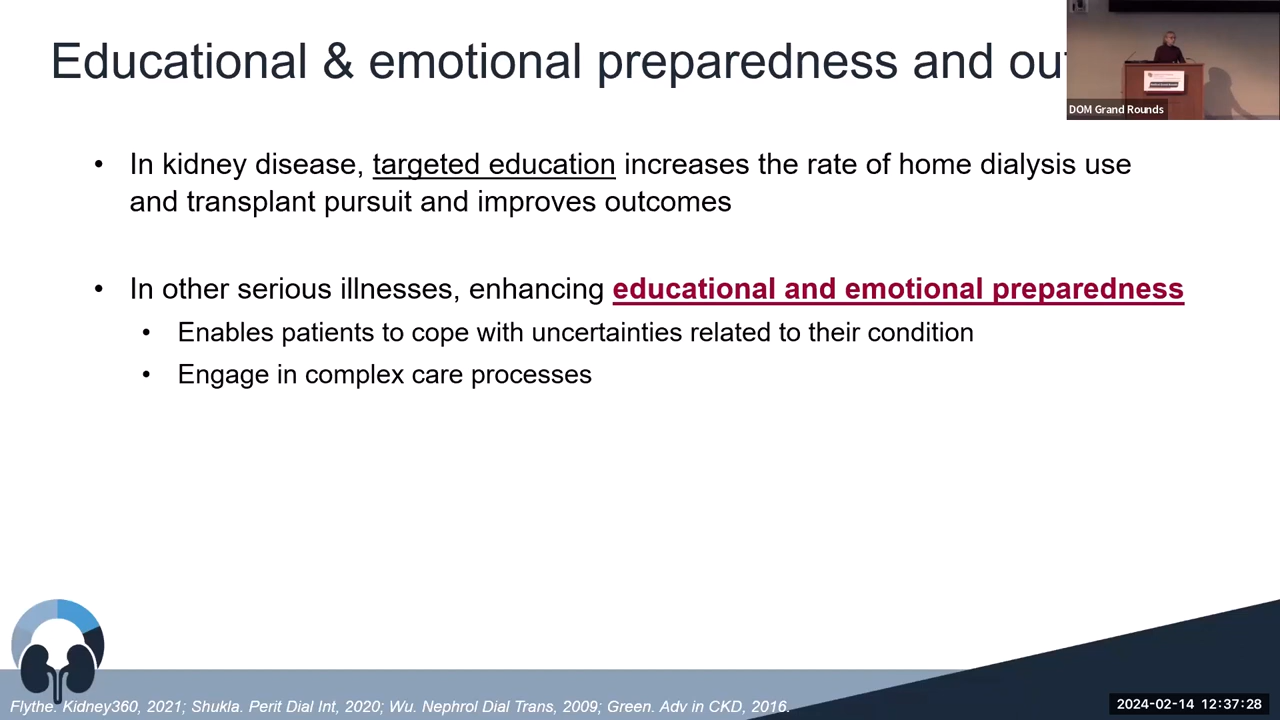 Educational & emotional preparedness and
DOM Grand Rounds
• In kidney disease, targeted education increases the rate of home dialysis use
and transplant pursuit and improves outcomes
• In other serious illnesses, enhancing educational and emotional preparedness
• Enables patients to cope with uncertainties related to their condition
• Engage in complex care processes
Flythe. Kidney360, 2021; Shukla. Perit Dial Int, 2020; Wu. Nephrol Dial Trans, 2009; Green. Adv in CKD, 2016.
2024-02-14 12:37:28